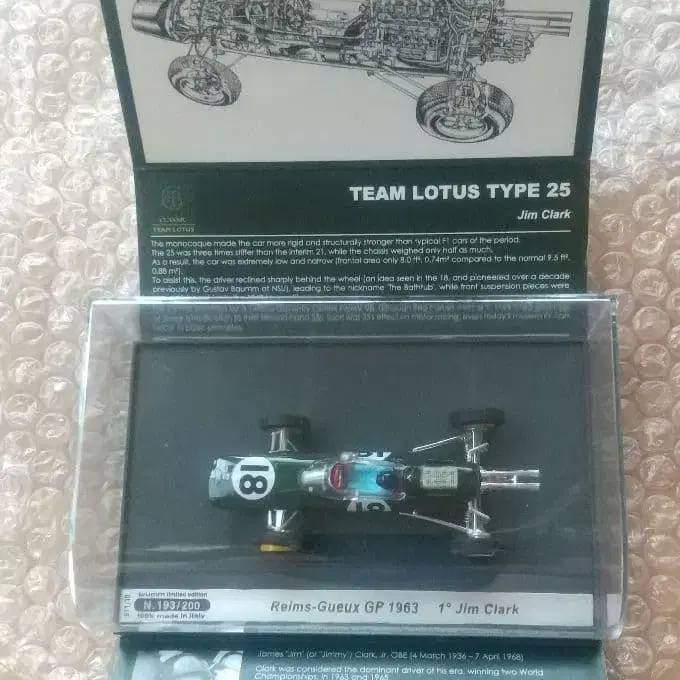 TEAM LOTUS TYPE 25
Jim Clark
CLASSIC
TEAM LOTUS
The monocoque made the car more rigid and structurally stronger than typical F1 cars of the period.
The 25 was three times stiffer than the interim 21, while the chassis weighed only half as much.
As a result, the car was extremely low and narrow (frontal area only 8.0 ft², 0,74m² compared to the normal 9.5 ft²,
0,88 m²).
To assist this, the driver reclined sharply behind the wheel (an idea seen in the 18, and pioneered over a decade
previously by Gustav Baumm at NSU), leading to the nickname 'The Bathtub', while front suspension pieces were
18
18
brumm limited edition
N.193/200
100% made in Italy
Reims-Gueux GP 1963 1° Jim Clark
James "Jim" (or "Jimmy") Clark, Jr. OBE (4 March 1936 – 7 April 1968)
Clark was considered the dominant driver of his era, winning two World
Championships, in 1963 and 1965